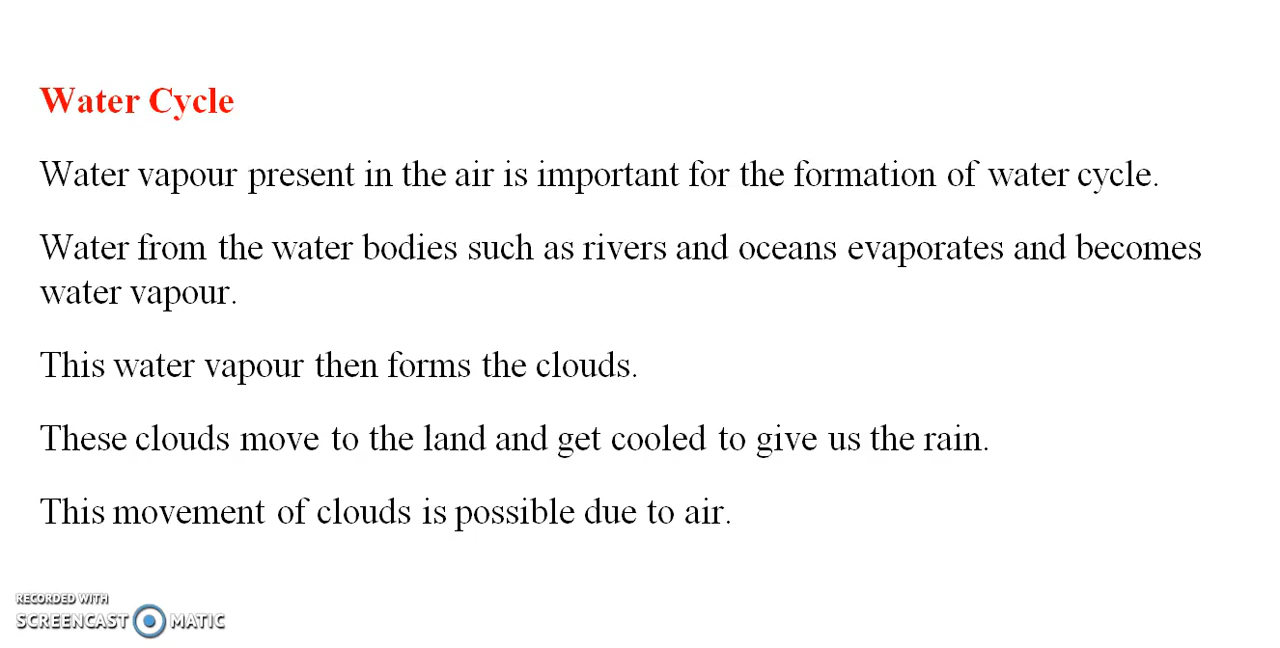 Water Cycle
Water vapour present in the air is important for the formation of water cycle.
Water from the water bodies such as rivers and oceans evaporates and becomes
water vapour.
This water vapour then forms the clouds.
These clouds move to the land and get cooled to give us the rain.
This movement of clouds is possible due to air.
RECORDED WITH
SCREENCAST MATIC